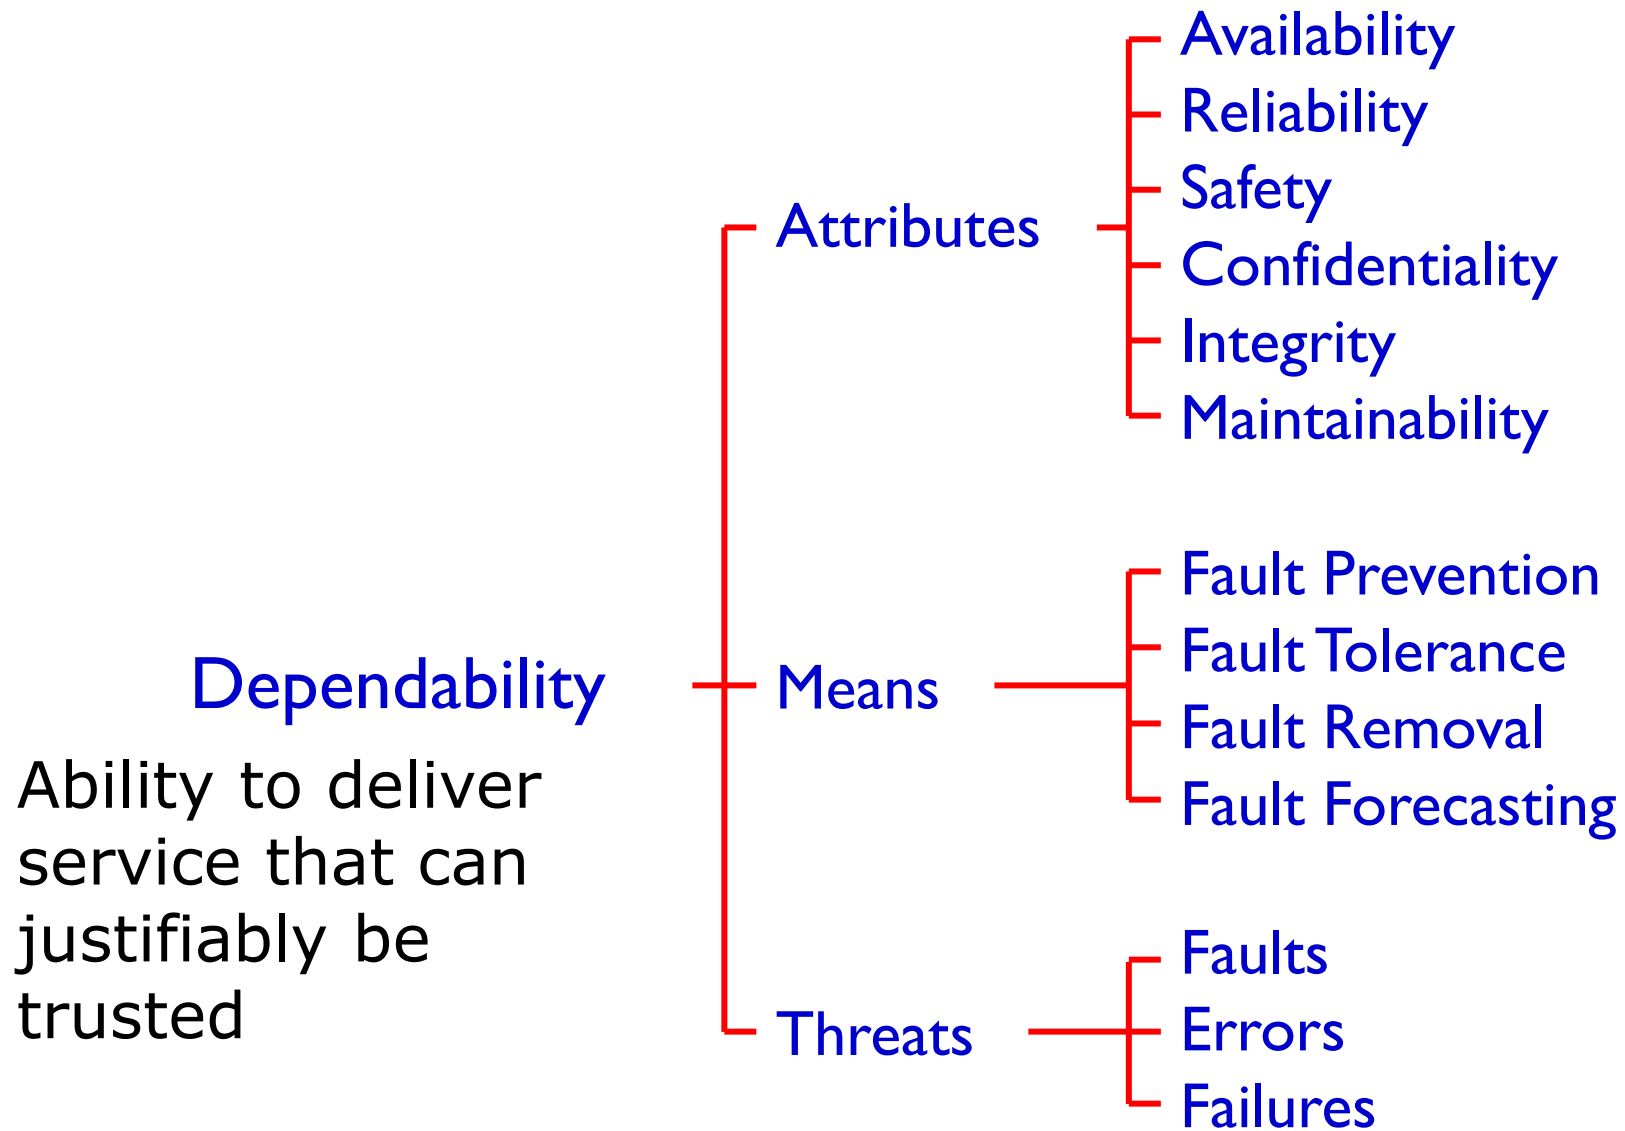 Dependability
Ability to deliver
service that can
justifiably be
trusted
Attributes
Availability
Reliability
Safety
Confidentiality
Integrity
Maintainability
Means
Fault Prevention
Fault Tolerance
Fault Removal
Fault Forecasting
Threats
Faults
Errors
Failures